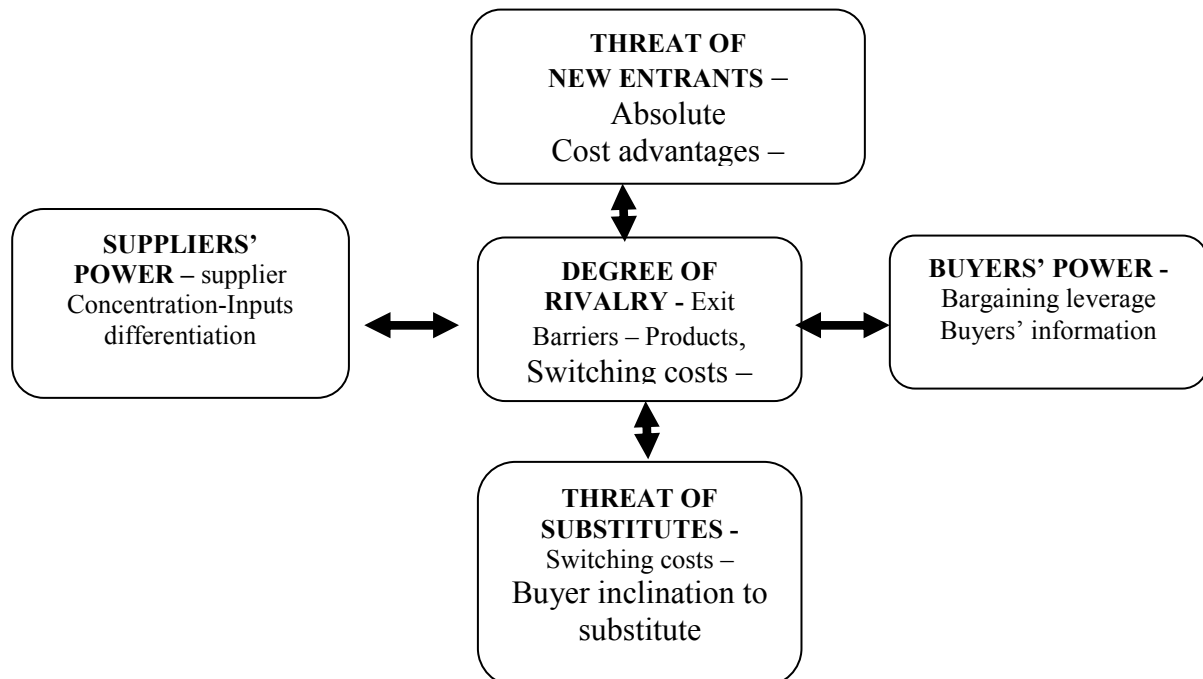 THREAT OF
NEW ENTRANTS –
Absolute
Cost advantages –
SUPPLIERS’
POWER – supplier
Concentration-Inputs
differentiation
DEGREE OF
RIVALRY - Exit
Barriers – Products,
Switching costs –
BUYERS’ POWER -
Bargaining leverage
Buyers’ information
THREAT OF
SUBSTITUTES -
Switching costs –
Buyer inclination to
substitute